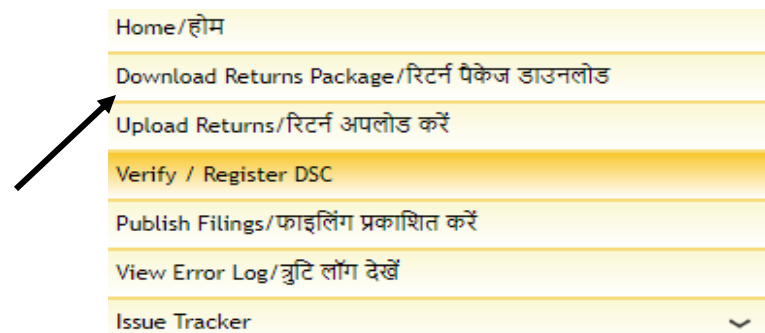 Home/होम
Download Returns Package/रिटर्न पैकेज डाउनलोड
Upload Returns/रिटर्न अपलोड करें
Verify / Register DSC
Publish Filings/फाइलिंग प्रकाशित करें
View Error Log/त्रुटि लॉग देखें
Issue Tracker